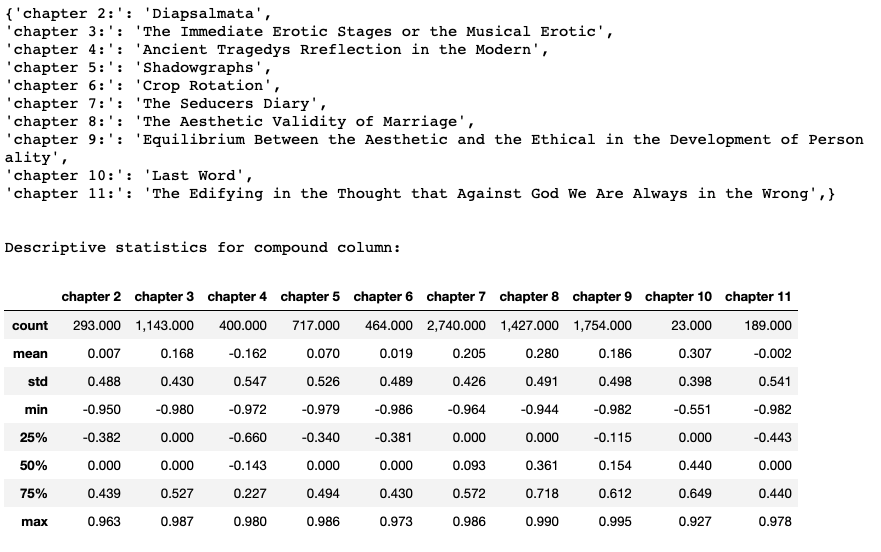 {'chapter 2:': 'Diapsalmata',
'chapter 3:': 'The Immediate Erotic Stages or the Musical Erotic',
'chapter 4:': 'Ancient Tragedys Rreflection in the Modern',
'chapter 5:': 'Shadowgraphs',
'chapter 6:': 'Crop Rotation',
'chapter 7:': 'The Seducers Diary',
'chapter 8:': 'The Aesthetic Validity of Marriage',
'chapter 9:': 'Equilibrium Between the Aesthetic and the Ethical in the Development of Person
ality',
'chapter 10:': 'Last Word',
'chapter 11:': 'The Edifying in the Thought that Against God We Are Always in the Wrong',}
Descriptive statistics for compound column:
chapter 2 chapter 3 chapter 4 chapter 5 chapter 6 chapter 7 chapter 8 chapter 9 chapter 10 chapter 11
count 293.000 1,143.000 400.000 717.000 464.000 2,740.000 1,427.000 1,754.000 23.000 189.000
mean 0.007 0.168 -0.162 0.070 0.019 0.205 0.280 0.186 0.307 -0.002
std 0.488 0.430 0.547 0.526 0.489 0.426 0.491 0.498 0.398 0.541
min -0.950 -0.980 -0.972 -0.979 -0.986 -0.964 -0.944 -0.982 -0.551 -0.982
25% -0.382 0.000 -0.660 -0.340 -0.381 0.000 0.000 -0.115 0.000 -0.443
50% 0.000 0.000 -0.143 0.000 0.000 0.093 0.361 0.154 0.440 0.000
75% 0.439 0.527 0.227 0.494 0.430 0.572 0.718 0.612 0.649 0.440
max 0.963 0.987 0.980 0.986 0.973 0.986 0.990 0.995 0.927 0.978